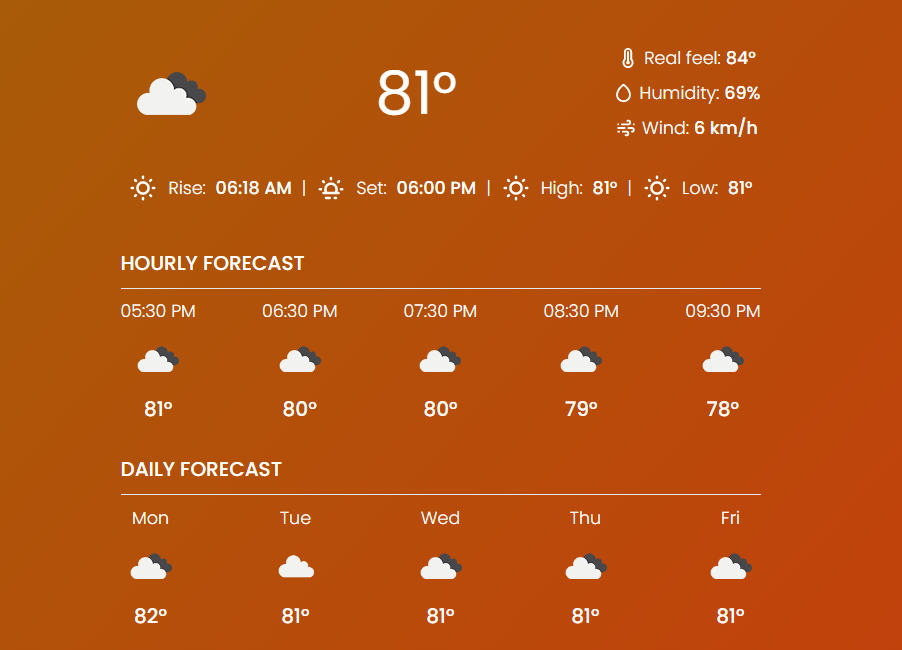 81°
Real feel: 84°
Humidity: 69%
Wind: 6 km/h
Rise: 06:18 AM | Set: 06:00 PM | High: 81° | Low: 81°
HOURLY FORECAST
05:30 PM 06:30 PM 07:30 PM 08:30 PM 09:30 PM
81° 80° 80° 79° 78°
DAILY FORECAST
Mon Tue Wed Thu Fri
82° 81° 81° 81° 81°